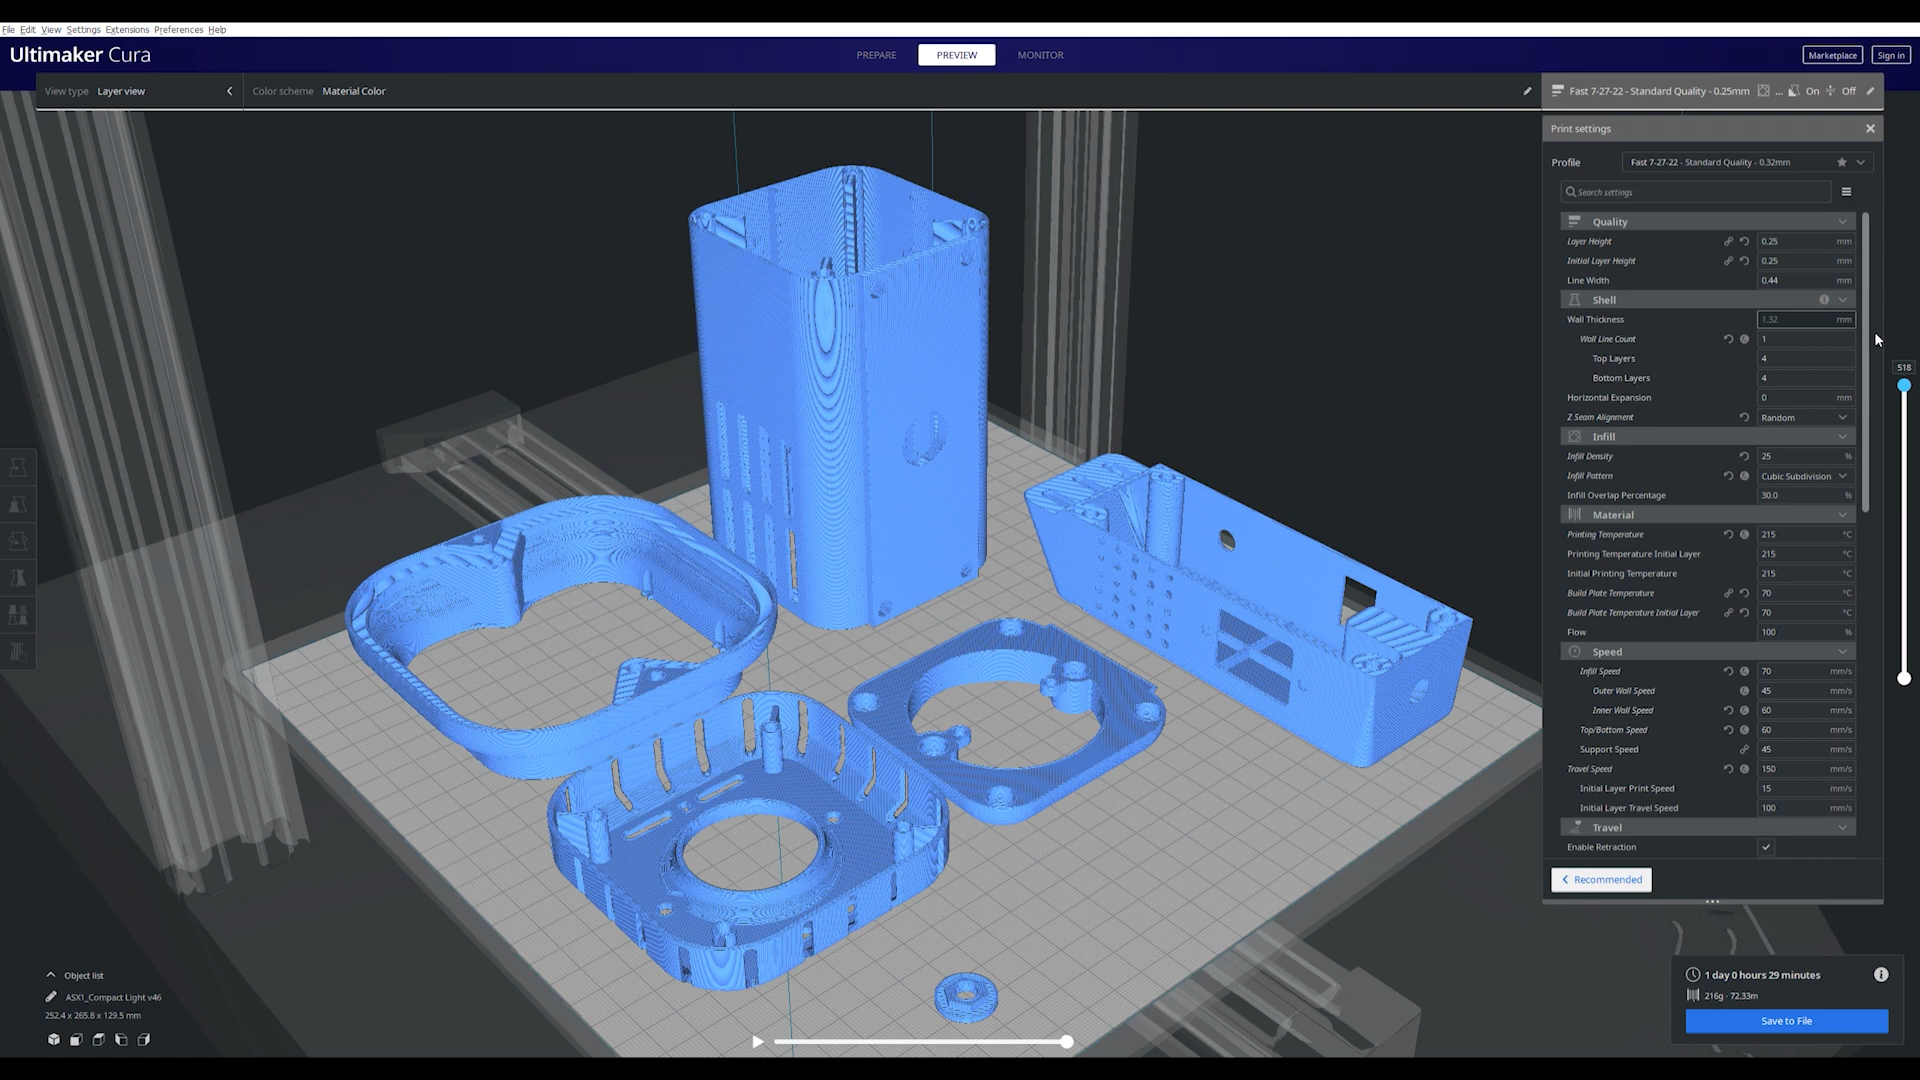 File Edit View Settings Extensions Preferences Help
Ultimaker Cura
PREPARE PREVIEW MONITOR
Marketplace Sign in
View type Layer view
Color scheme Material Color
Fast 7-27-22 - Standard Quality - 0.25mm ... On Off
Print settings
Profile Fast 7-27-22 - Standard Quality - 0.32mm
Search settings
Quality
Layer Height 0.25 mm
Initial Layer Height 0.25 mm
Line Width 0.44 mm
Shell
Wall Thickness 1.32 mm
Wall Line Count 1
Top Layers 4
Bottom Layers 4
Horizontal Expansion 0 mm
Z Seam Alignment Random
Infill
Infill Density 25 %
Infill Pattern Cubic Subdivision
Infill Overlap Percentage 30.0 %
Material
Printing Temperature 215 °C
Printing Temperature Initial Layer 215 °C
Initial Printing Temperature 215 °C
Build Plate Temperature 70 °C
Build Plate Temperature Initial Layer 70 °C
Flow 100 %
Speed
Infill Speed 70 mm/s
Outer Wall Speed 45 mm/s
Inner Wall Speed 60 mm/s
Top/Bottom Speed 60 mm/s
Support Speed 45 mm/s
Travel Speed 150 mm/s
Initial Layer Print Speed 15 mm/s
Initial Layer Travel Speed 100 mm/s
Travel
Enable Retraction
Recommended
518
Object list
ASX1_Compact Light v46
252.4 x 265.8 x 129.5 mm
1 day 0 hours 29 minutes
216g · 72.33m
Save to File